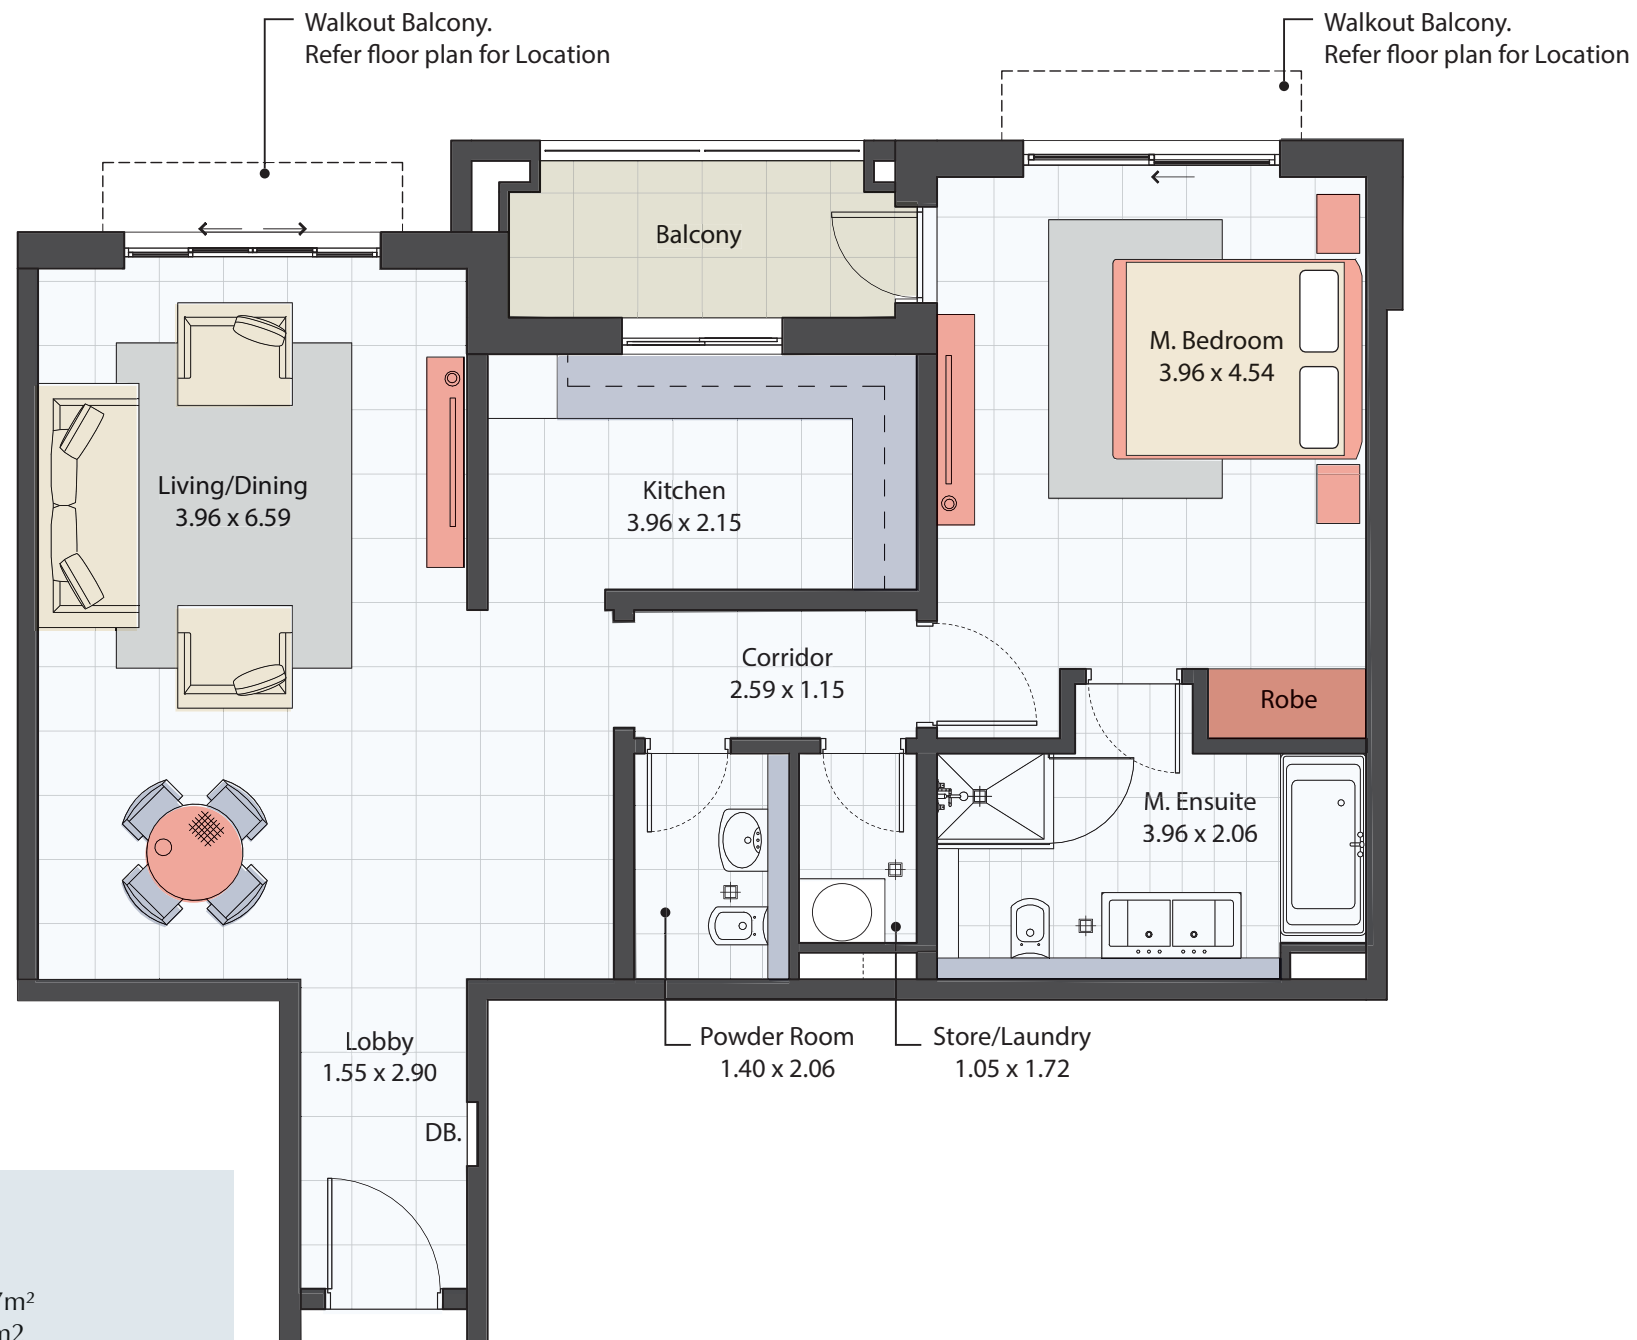 Walkout Balcony.
Refer floor plan for Location
Walkout Balcony.
Refer floor plan for Location
Balcony
M. Bedroom
3.96 x 4.54
Living/Dining
3.96 x 6.59
Kitchen
3.96 x 2.15
Corridor
2.59 x 1.15
Robe
M. Ensuite
3.96 x 2.06
Lobby
1.55 x 2.90
Powder Room
1.40 x 2.06
Store/Laundry
1.05 x 1.72
DB.
m²
m2